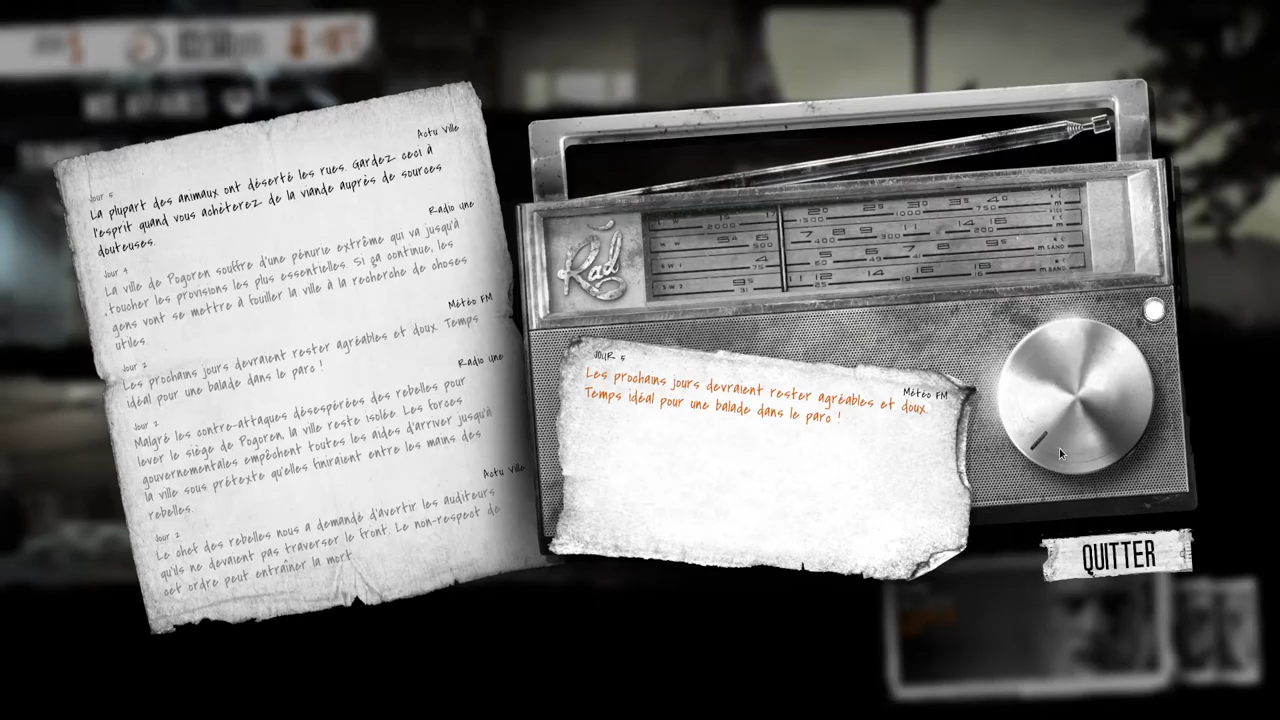 Actu Ville
Jour 5
La plupart des animaux ont déserté les rues. Gardez ceci à
l'esprit quand vous achèterez de la viande auprès de sources
douteuses.
Radio une
Jour 4
La ville de Pogoren souffre d'une pénurie extrême qui va jusqu'à
toucher les provisions les plus essentielles. Si ça continue, les
gens vont se mettre à fouiller la ville à la recherche de choses
utiles.
Météo FM
Jour 2
Les prochains jours devraient rester agréables et doux. Temps
idéal pour une balade dans le parc !
Radio une
Jour 2
Malgré les contre-attaques désespérées des rebelles pour
lever le siège de Pogoren, la ville reste isolée. Les forces
gouvernementales empêchent toutes les aides d'arriver jusqu'à
la ville sous prétexte qu'elles finiraient entre les mains des
rebelles.
Actu Ville
Jour 2
Le chef des rebelles nous a demandé d'avertir les auditeurs
qu'ils ne devaient pas traverser le front. Le non-respect de
cet ordre peut entraîner la mort.
Rad
JOUR 5
Météo FM
Les prochains jours devraient rester agréables et doux.
Temps idéal pour une balade dans le parc !
QUITTER